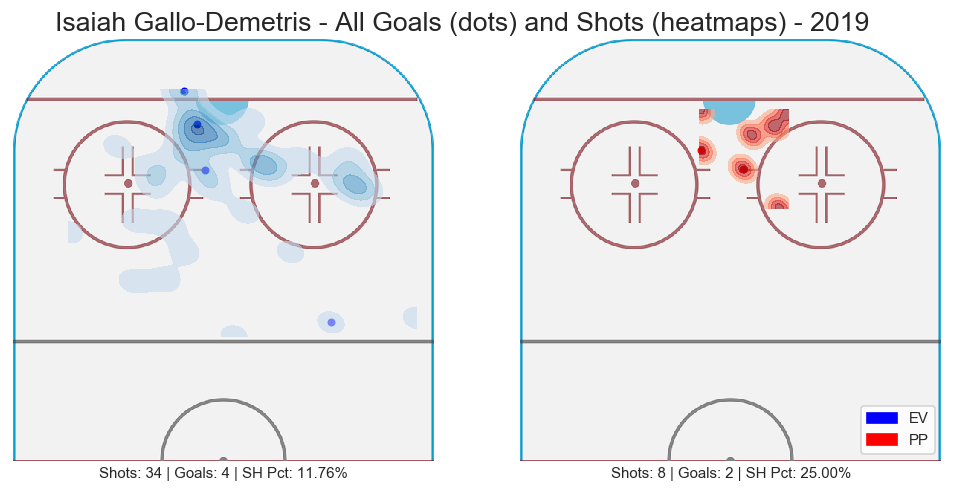 Isaiah Gallo-Demetris - All Goals (dots) and Shots (heatmaps) - 2019
EV
PP
Shots: 34 | Goals: 4 | SH Pct: 11.76%
Shots: 8 | Goals: 2 | SH Pct: 25.00%